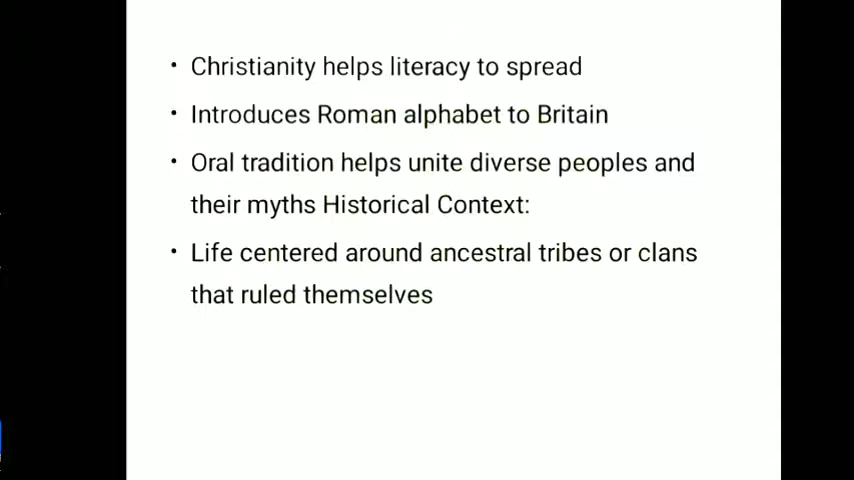 • Christianity helps literacy to spread
• Introduces Roman alphabet to Britain
• Oral tradition helps unite diverse peoples and
their myths Historical Context:
• Life centered around ancestral tribes or clans
that ruled themselves